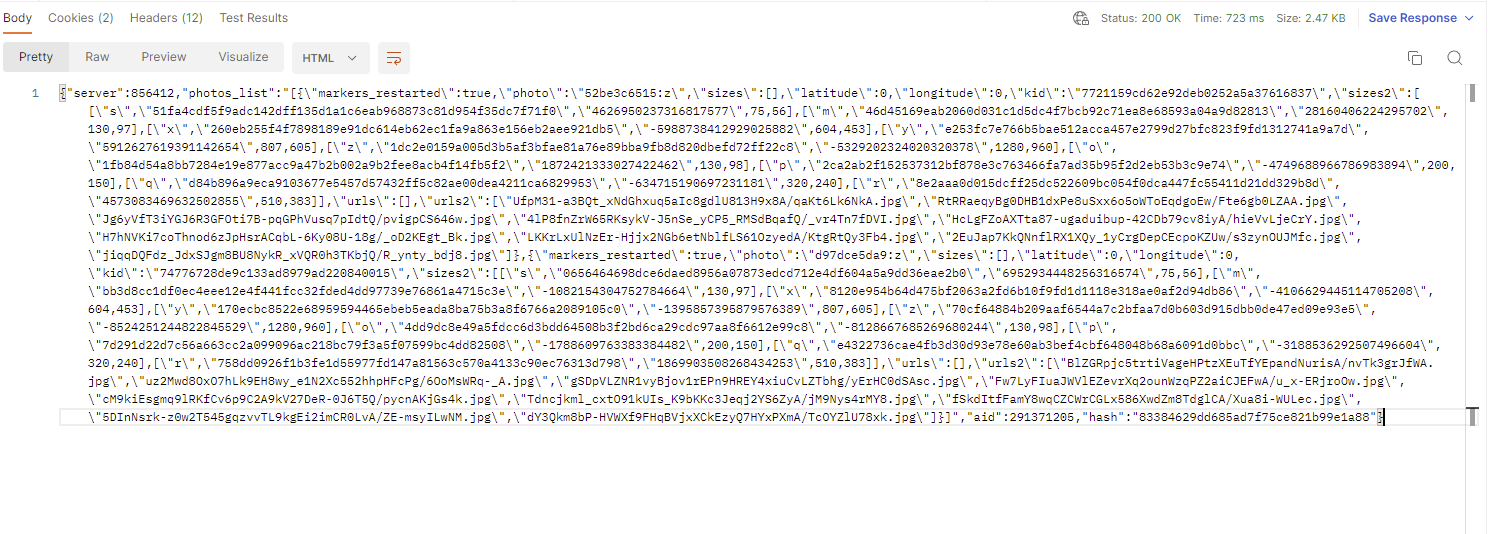 Body Cookies (2) Headers (12) Test Results Status: 200 OK Time: 723 ms Size: 2.47 KB Save Response
Pretty Raw Preview Visualize HTML
1 {"server":856412,"photos_list":"[{\"markers_restarted\":true,\"photo\":\"52be3c6515:z\",\"sizes\":[],\"latitude\":0,\"longitude\":0,\"kid\":\"7721159cd62e92deb0252a5a37616837\",\"sizes2\":[
[\"s\",\"51fa4cdf5f9adc142dff135d1a1c6eab968873c81d954f35dc7f71f0\",\"4626950237316817577\",75,56],[\"m\",\"46d45169eab2060d031c1d5dc4f7bcb92c71ea8e68593a04a9d82813\",\"28160406224295702\",
130,97],[\"x\",\"260eb255f4f7898189e91dc614eb62ec1fa9a863e156eb2aee921db5\",\"-5988738412929025882\",604,453],[\"y\",\"e253fc7e766b5bae512acca457e2799d27bfc823f9fd1312741a9a7d\",
\"5912627619391142654\",807,605],[\"z\",\"1dc2e0159a005d3b5af3bfae81a76e89bba9fb8d820dbefd72ff22c8\",\"-5329202324020320378\",1280,960],[\"o\",
\"1fb84d54a8bb7284e19e877acc9a47b2b002a9b2fee8acb4f14fb5f2\",\"1872421333027422462\",130,98],[\"p\",\"2ca2ab2f152537312bf878e3c763466fa7ad35b95f2d2eb53b3c9e74\",\"-4749688966786983894\",200,
150],[\"q\",\"d84b896a9eca9103677e5457d57432ff5c82ae00dea4211ca6829953\",\"-634715190697231181\",320,240],[\"r\",\"8e2aaa0d015dcff25dc522609bc054f0dca447fc55411d21dd329b8d\",
\"4573083469632502855\",510,383]],\"urls\":[],\"urls2\":[\"UfpM31-a3BQt_xNdGhxuq5aIc8gdlU813H9x8A/qaKt6Lk6NkA.jpg\",\"RtRRaeqyBg0DHB1dxPe8uSxx6o5oWToEqdgoEw/Fte6gb0LZAA.jpg\",
\"Jg6yVfT3iYGJ6R3GFOti7B-pqGPhVusq7pIdtQ/pvigpCS646w.jpg\",\"4lP8fnZrW65RKsykV-J5nSe_yCP5_RMSdBqafQ/_vr4Tn7fDVI.jpg\",\"HcLgFZoAXTta87-ugaduibup-42CDb79cv8iyA/hieVvLjeCrY.jpg\",
\"H7hNVKi7coThnod6zJpHsrACqbL-6Ky08U-18g/_oD2KEgt_Bk.jpg\",\"LKKrLxUlNzEr-Hjjx2NGb6etNblfLS61OzyedA/KtgRtQy3Fb4.jpg\",\"2EuJap7KkQNnflRX1XQy_1yCrgDepCEcpoKZUw/s3zynOUJMfc.jpg\",
\"jiqqDQFdz_JdxSJgm8BU8NykR_xVQR0h3TKbjQ/R_ynty_bdj8.jpg\"]},{\"markers_restarted\":true,\"photo\":\"d97dce5da9:z\",\"sizes\":[],\"latitude\":0,\"longitude\":0,
\"kid\":\"74776728de9c133ad8979ad220840015\",\"sizes2\":[[\"s\",\"0656464698dce6daed8956a07873edcd712e4df604a5a9dd36eae2b0\",\"6952934448256316574\",75,56],[\"m\",
\"bb3d8cc1df0ec4eee12e4f441fcc32fded4dd97739e76861a4715c3e\",\"-1082154304752784664\",130,97],[\"x\",\"8120e954b64d475bf2063a2fd6b10f9fd1d1118e318ae0af2d94db86\",\"-4106629445114705208\",
604,453],[\"y\",\"170ecbc8522e68959594465ebeb5eada8ba75b3a8f6766a2089105c0\",\"-1395857395879576389\",807,605],[\"z\",\"70cf64884b209aaf6544a7c2bfaa7d0b603d915dbb0de47ed09e93e5\",
\"-8524251244822845529\",1280,960],[\"o\",\"4dd9dc8e49a5fdcc6d3bdd64508b3f2bd6ca29cdc97aa8f6612e99c8\",\"-8128667685269680244\",130,98],[\"p\",
\"7d291d22d7c56a663cc2a099096ac218bc79f3a5f07599bc4dd82508\",\"-1788609763383384482\",200,150],[\"q\",\"e4322736cae4fb3d30d93e78e60ab3bef4cbf648048b68a6091d0bbc\",\"-3188536292507496604\",
320,240],[\"r\",\"758dd0926f1b3fe1d55977fd147a81563c570a4133c90ec76313d798\",\"1869903508268434253\",510,383]],\"urls\":[],\"urls2\":[\"BlZGRpjc5trtiVageHPtzXEuTfYEpandNurisA/nvTk3grJfWA.
jpg\",\"uz2Mwd8OxO7hLk9EH8wy_e1N2Xc552hhpHFcPg/6OoMsWRq-_A.jpg\",\"gSDpVLZNR1vyBjov1rEPn9HREY4xiuCvLZTbhg/yErHC0dSAsc.jpg\",\"Fw7LyFIuaJWVlEZevrXq2ounWzqPZ2aiCJEFwA/u_x-ERjroOw.jpg\",
\"cM9kiEsgmq9lRKfCv6p9C2A9kV27DeR-0J6T5Q/pycnAKjGs4k.jpg\",\"Tdncjkml_cxtO91kUIs_K9bKKc3Jeqj2YS6ZyA/jM9Nys4rMY8.jpg\",\"fSkdItfFamY8wqCZCWrCGLx586XwdZm8TdglCA/Xua8i-WULec.jpg\",
\"5DInNsrk-z0w2T545gqzvvTL9kgEi2imCR0LvA/ZE-msyILwNM.jpg\",\"dY3Qkm8bP-HVWXf9FHqBVjxXCkEzyQ7HYxPXmA/TcOYZlU78xk.jpg\"]}]","aid":291371205,"hash":"83384629dd685ad7f75ce821b99e1a88"}